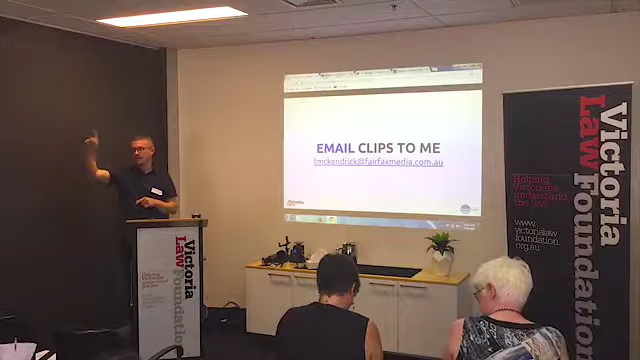 EMAIL CLIPS TO ME
tmckendrick@fairfaxmedia.com.au
Victoria
Law
Foundation
Helping
Victorians
understand
the law
www.
victorialaw
foundation.
org.au
Victoria
Law
Foundation